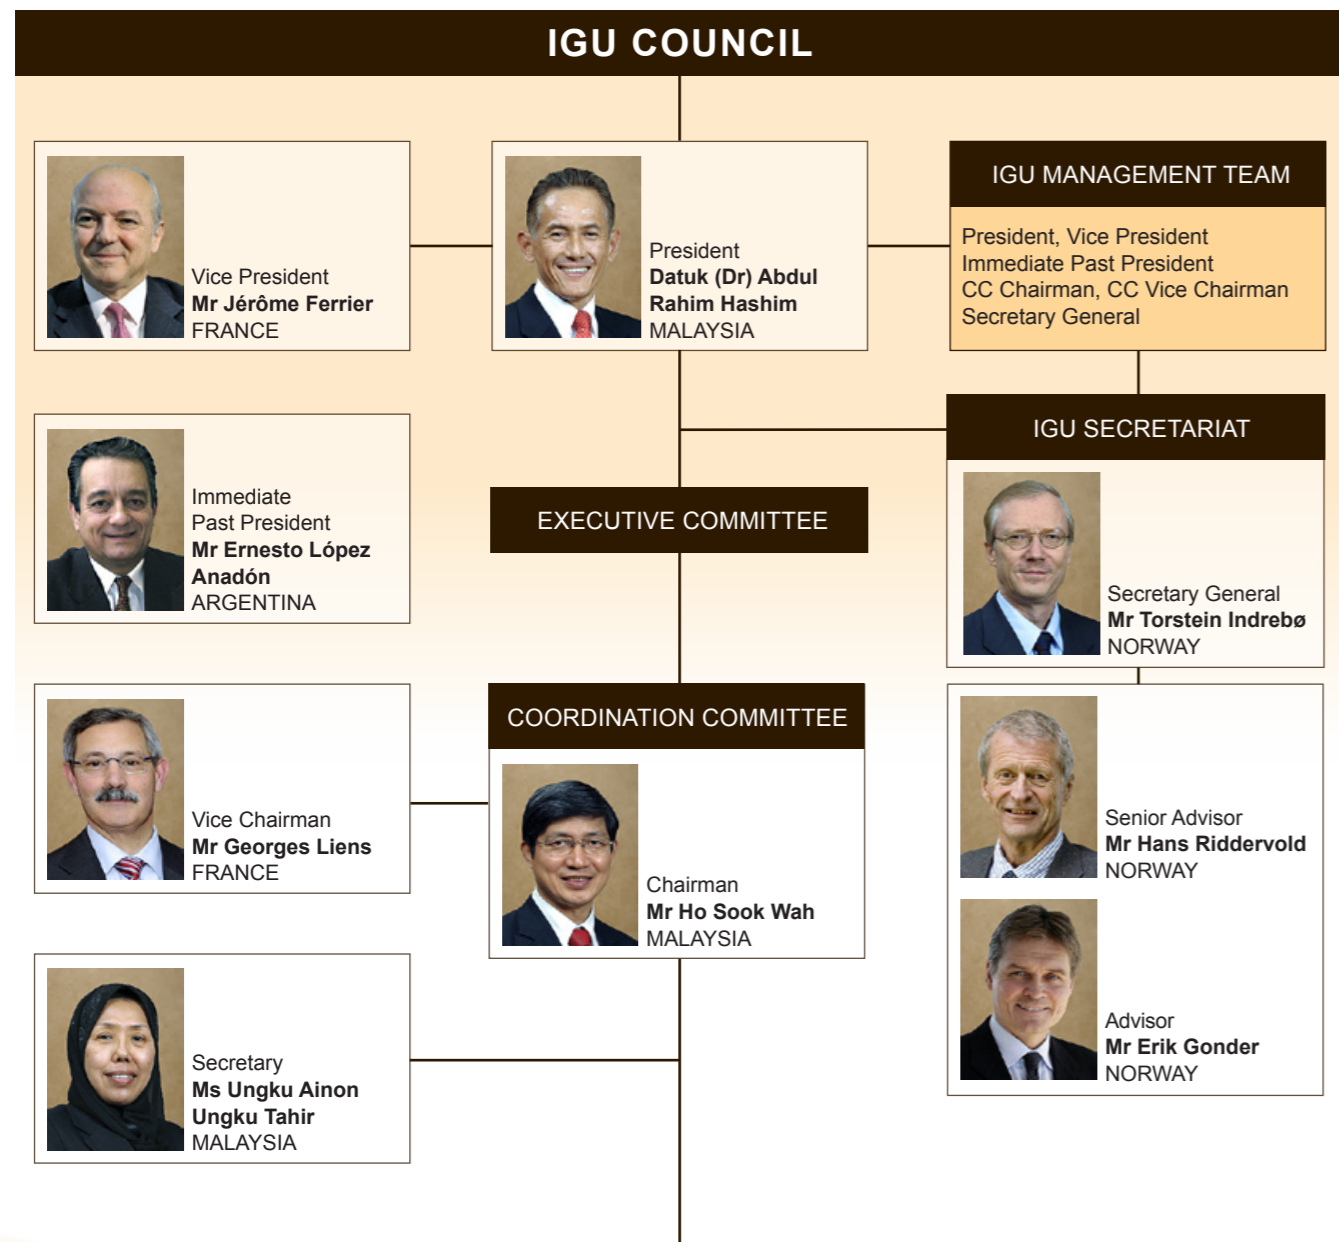 IGU COUNCIL
Vice President
Mr Jérôme Ferrier
FRANCE
President
Datuk (Dr) Abdul
Rahim Hashim
MALAYSIA
IGU MANAGEMENT TEAM
President, Vice President
Immediate Past President
CC Chairman, CC Vice Chairman
Secretary General
Immediate
Past President
Mr Ernesto López
Anadón
ARGENTINA
EXECUTIVE COMMITTEE
IGU SECRETARIAT
Secretary General
Mr Torstein Indrebø
NORWAY
Vice Chairman
Mr Georges Liens
FRANCE
COORDINATION COMMITTEE
Chairman
Mr Ho Sook Wah
MALAYSIA
Senior Advisor
Mr Hans Riddervold
NORWAY
Advisor
Mr Erik Gonder
NORWAY
Secretary
Ms Ungku Ainon
Ungku Tahir
MALAYSIA